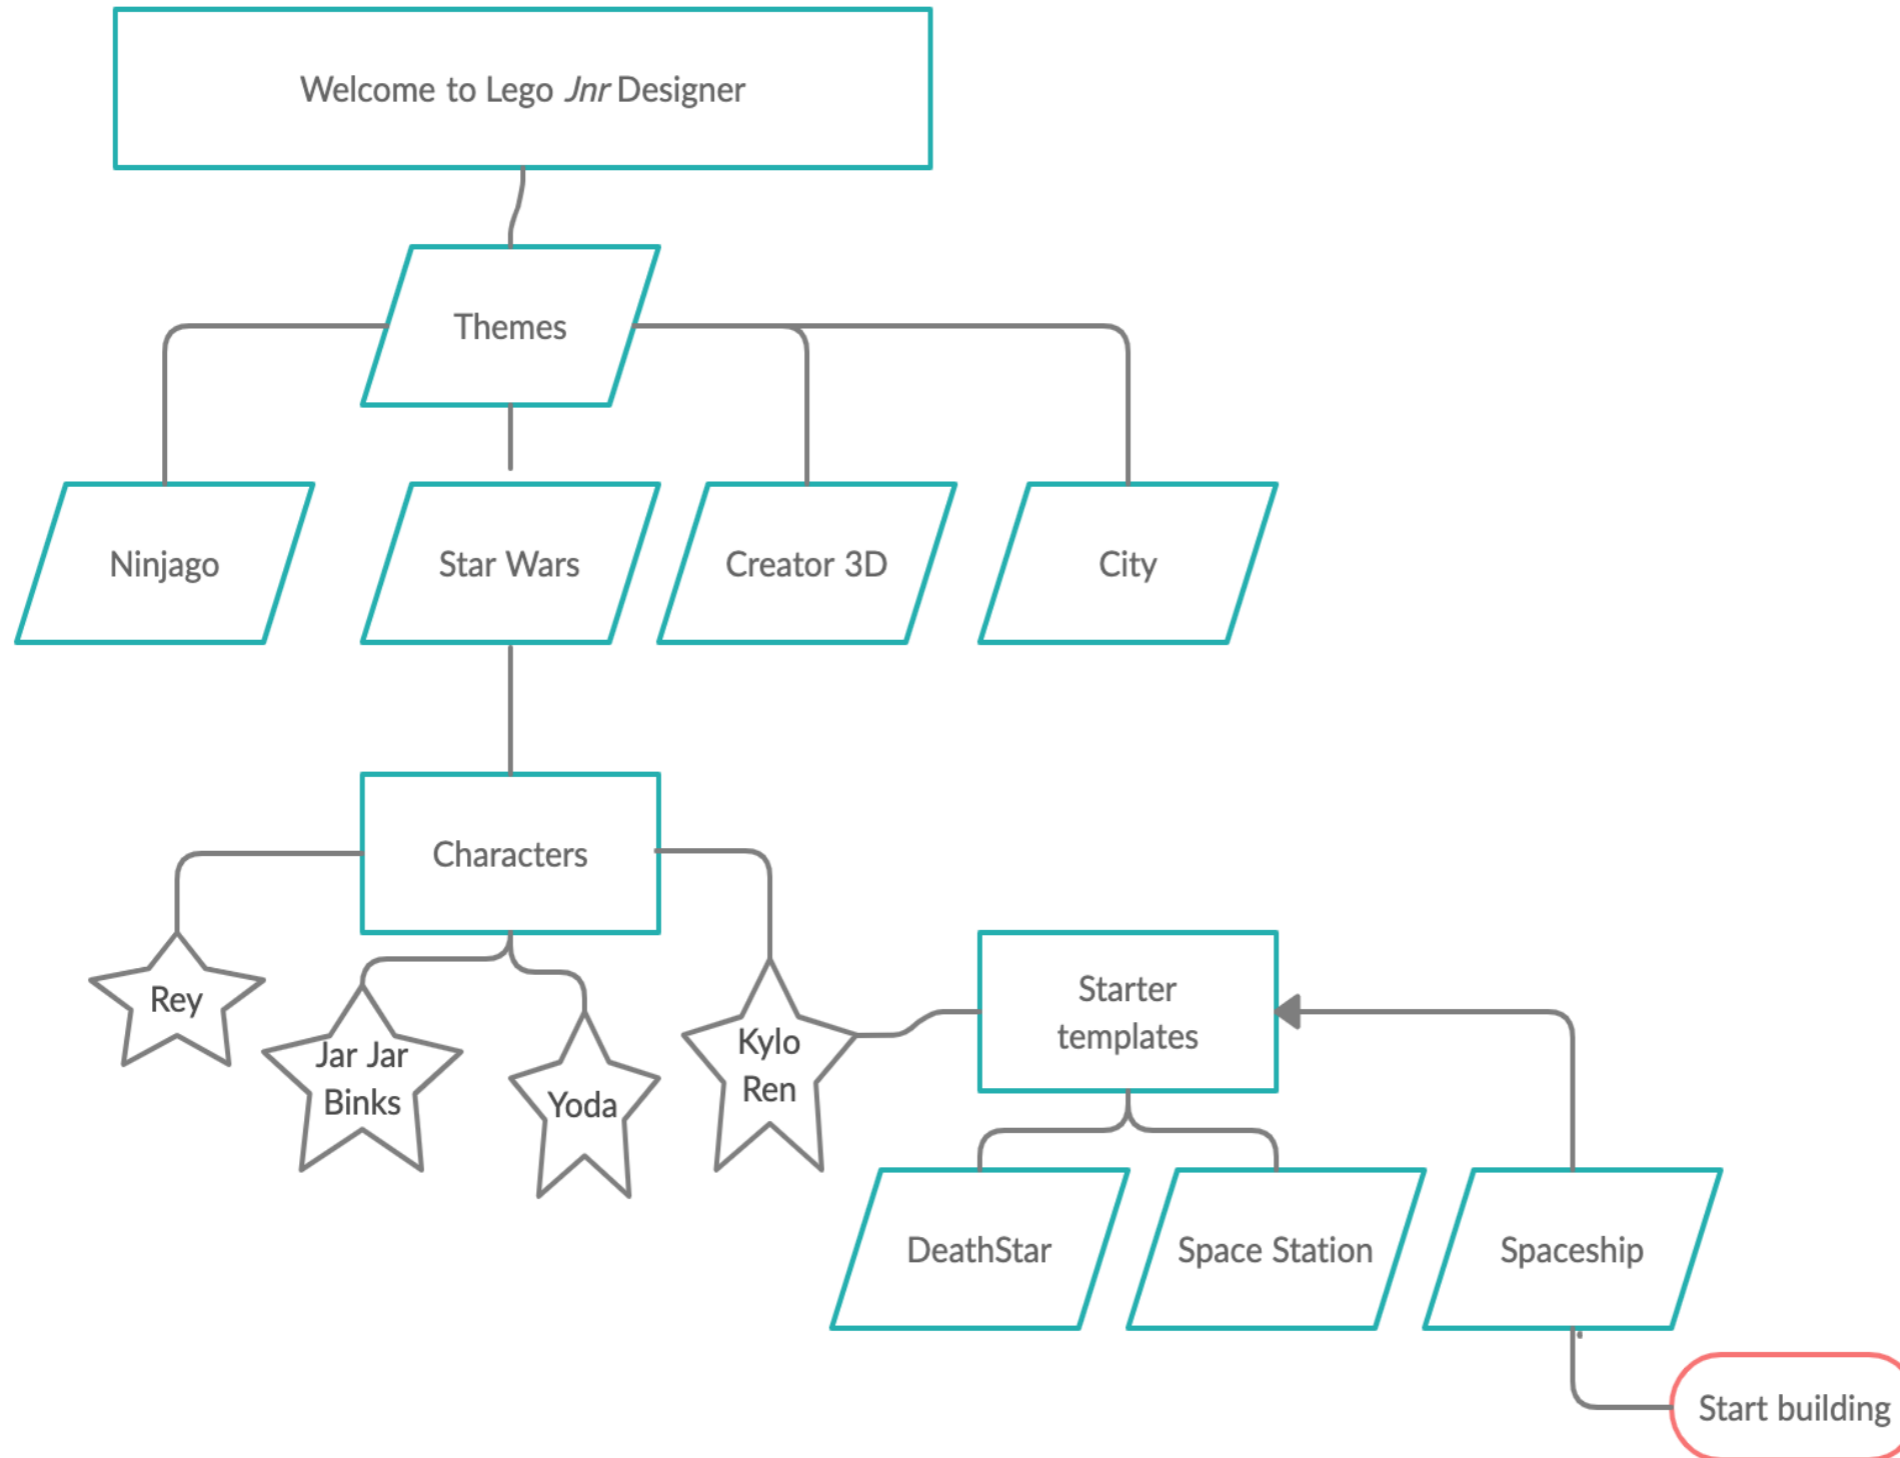 Welcome to Lego Jnr Designer
Themes
Ninjago
Star Wars
Creator 3D
City
Characters
Rey
Jar Jar
Binks
Yoda
Kylo
Ren
Starter
templates
DeathStar
Space Station
Spaceship
Start building